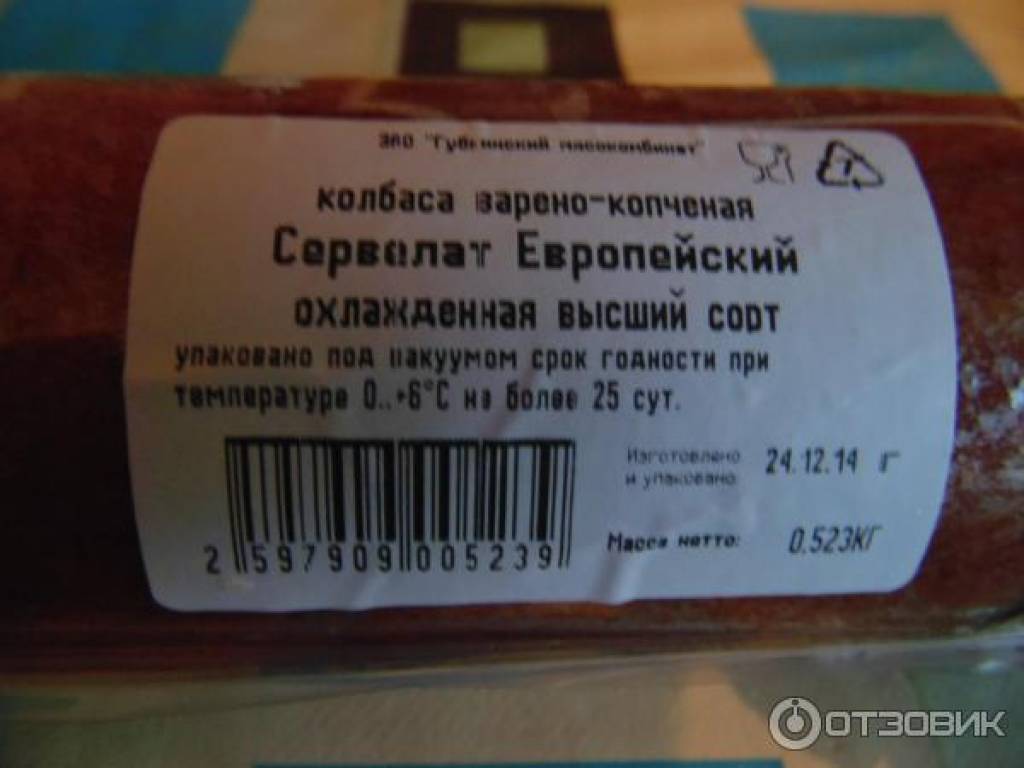 ЗАО "Губкинский мясокомбинат"
7
колбаса варено-копченая
Сервелат Европейский
охлажденная высший сорт
упаковано под вакуумом срок годности при
температуре 0..+6°С не более 25 сут.
Изготовлено
и упаковано: 24.12.14 г
Масса нетто: 0.523КГ
2 597909 005239
ОТЗОВИК